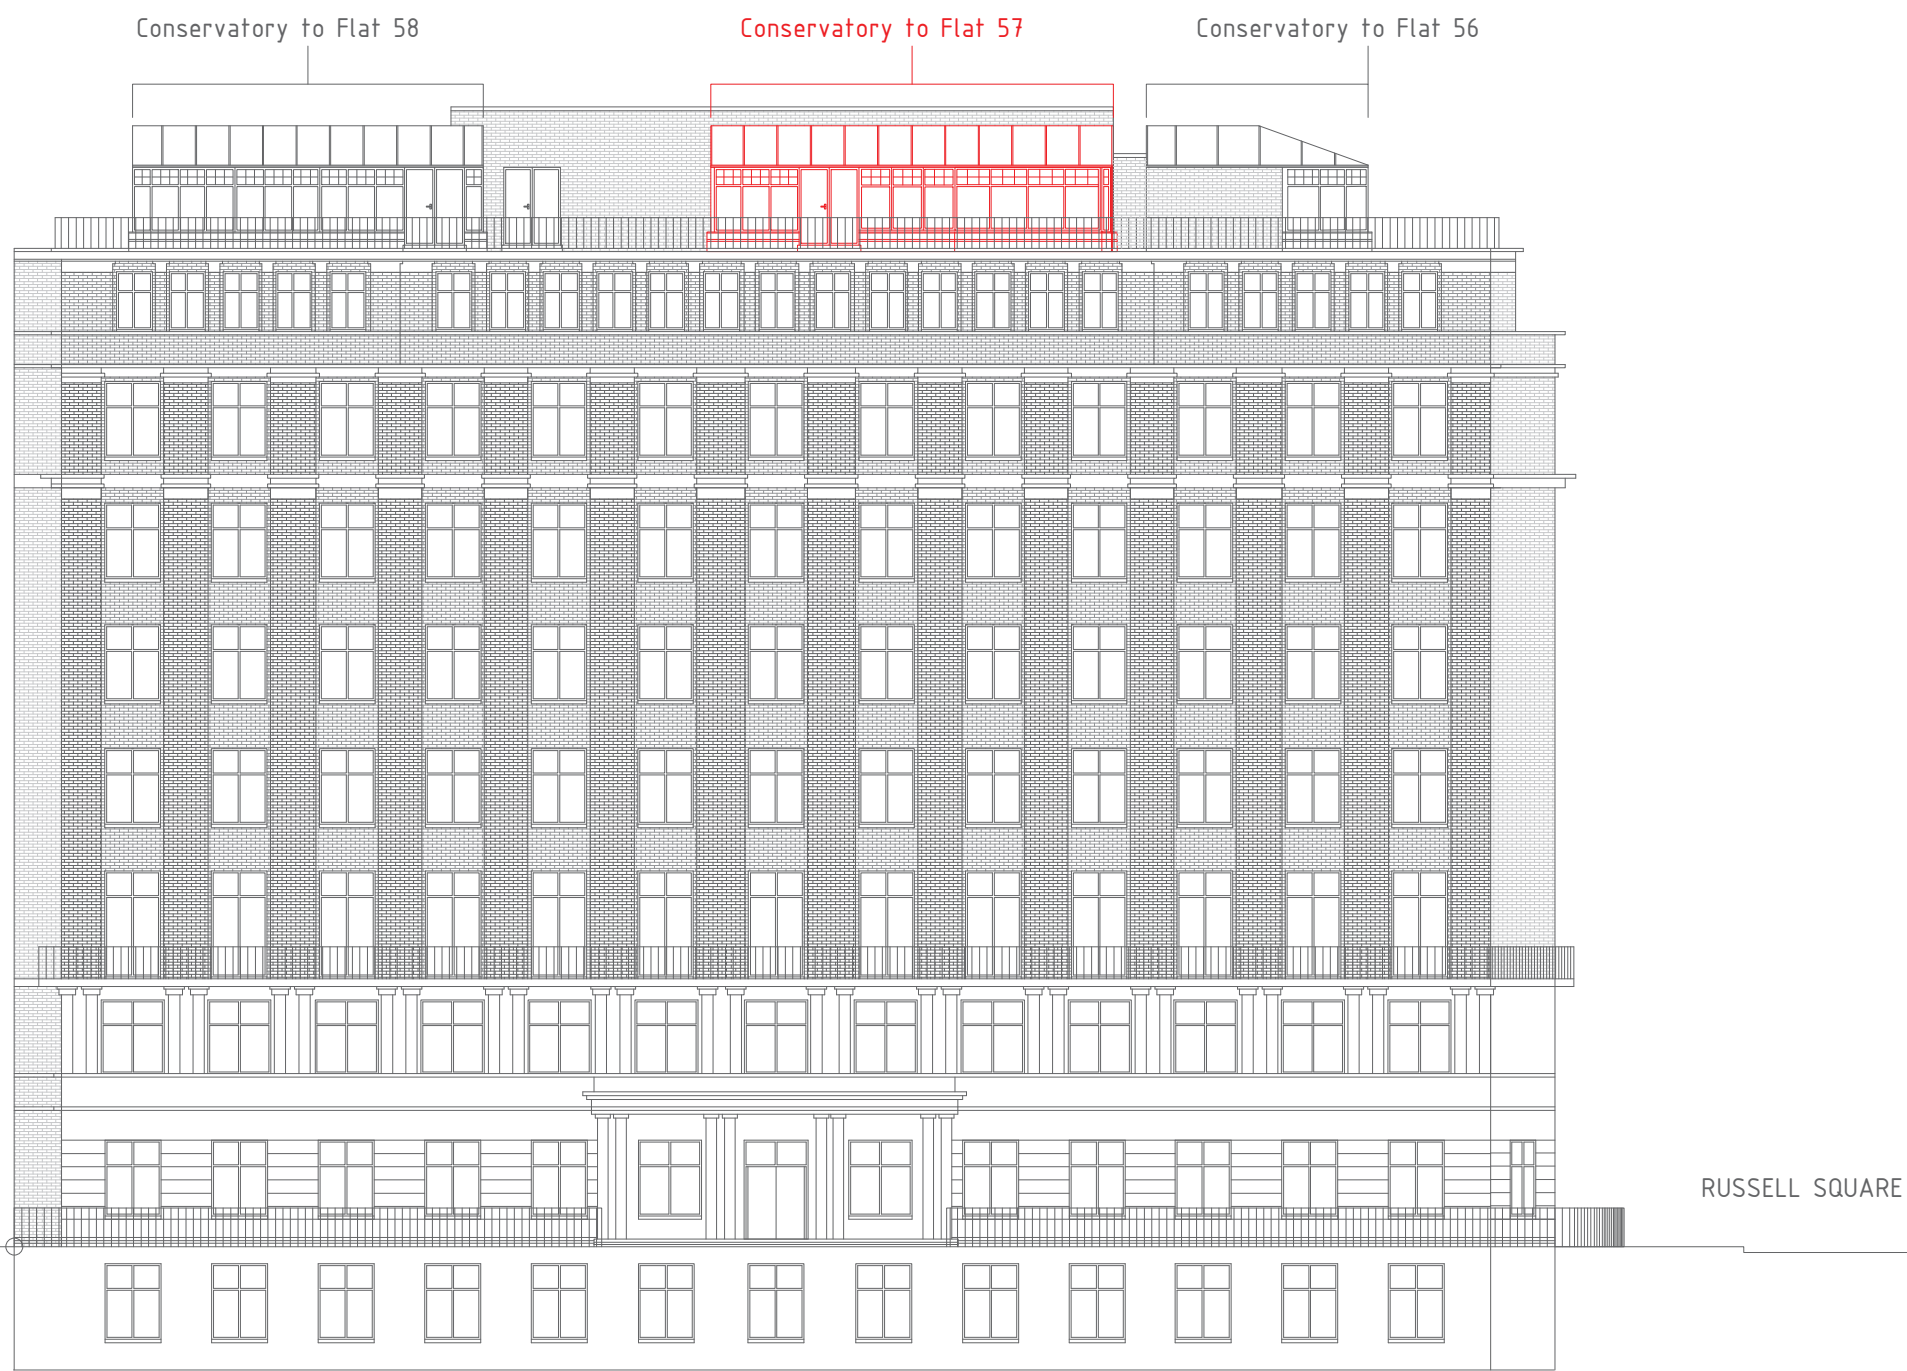 Conservatory to Flat 58
Conservatory to Flat 57
Conservatory to Flat 56
RUSSELL SQUARE